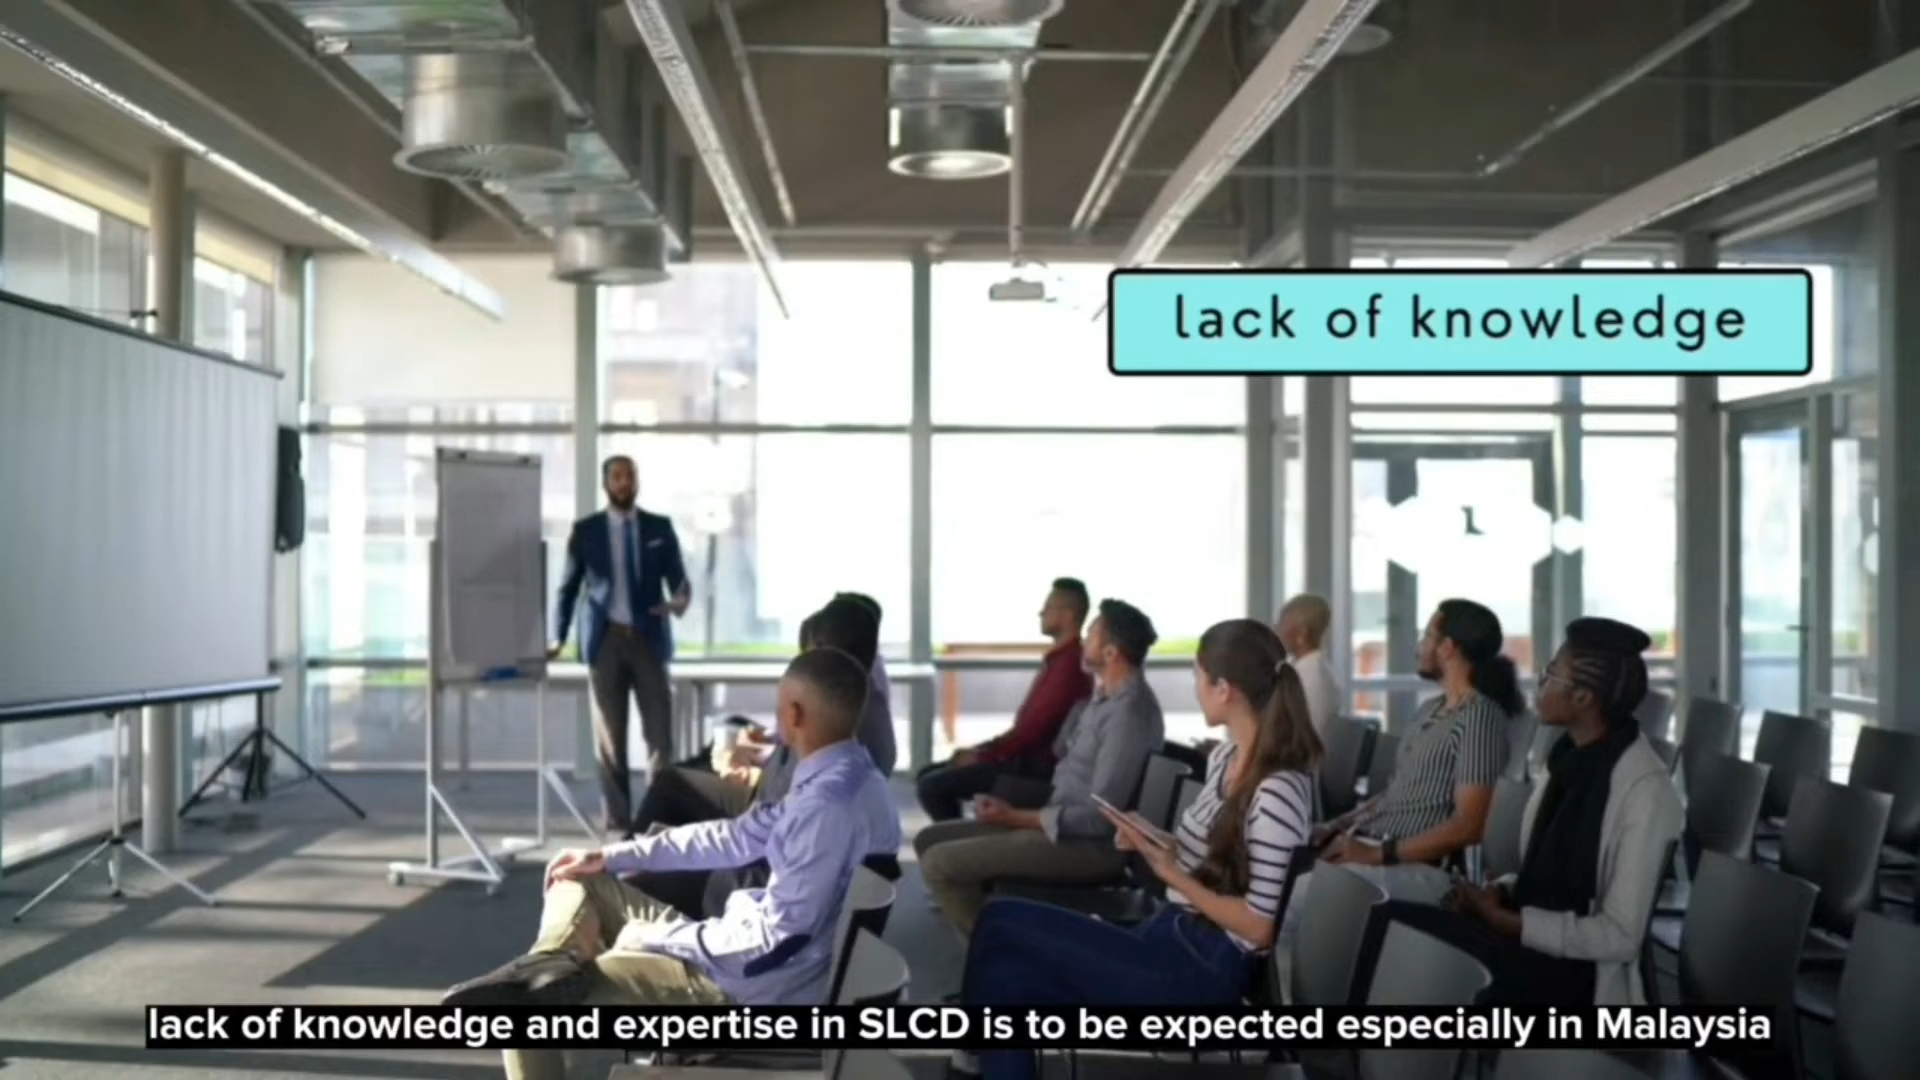 lack of knowledge
lack of knowledge and expertise in SLCD is to be expected especially in Malaysia